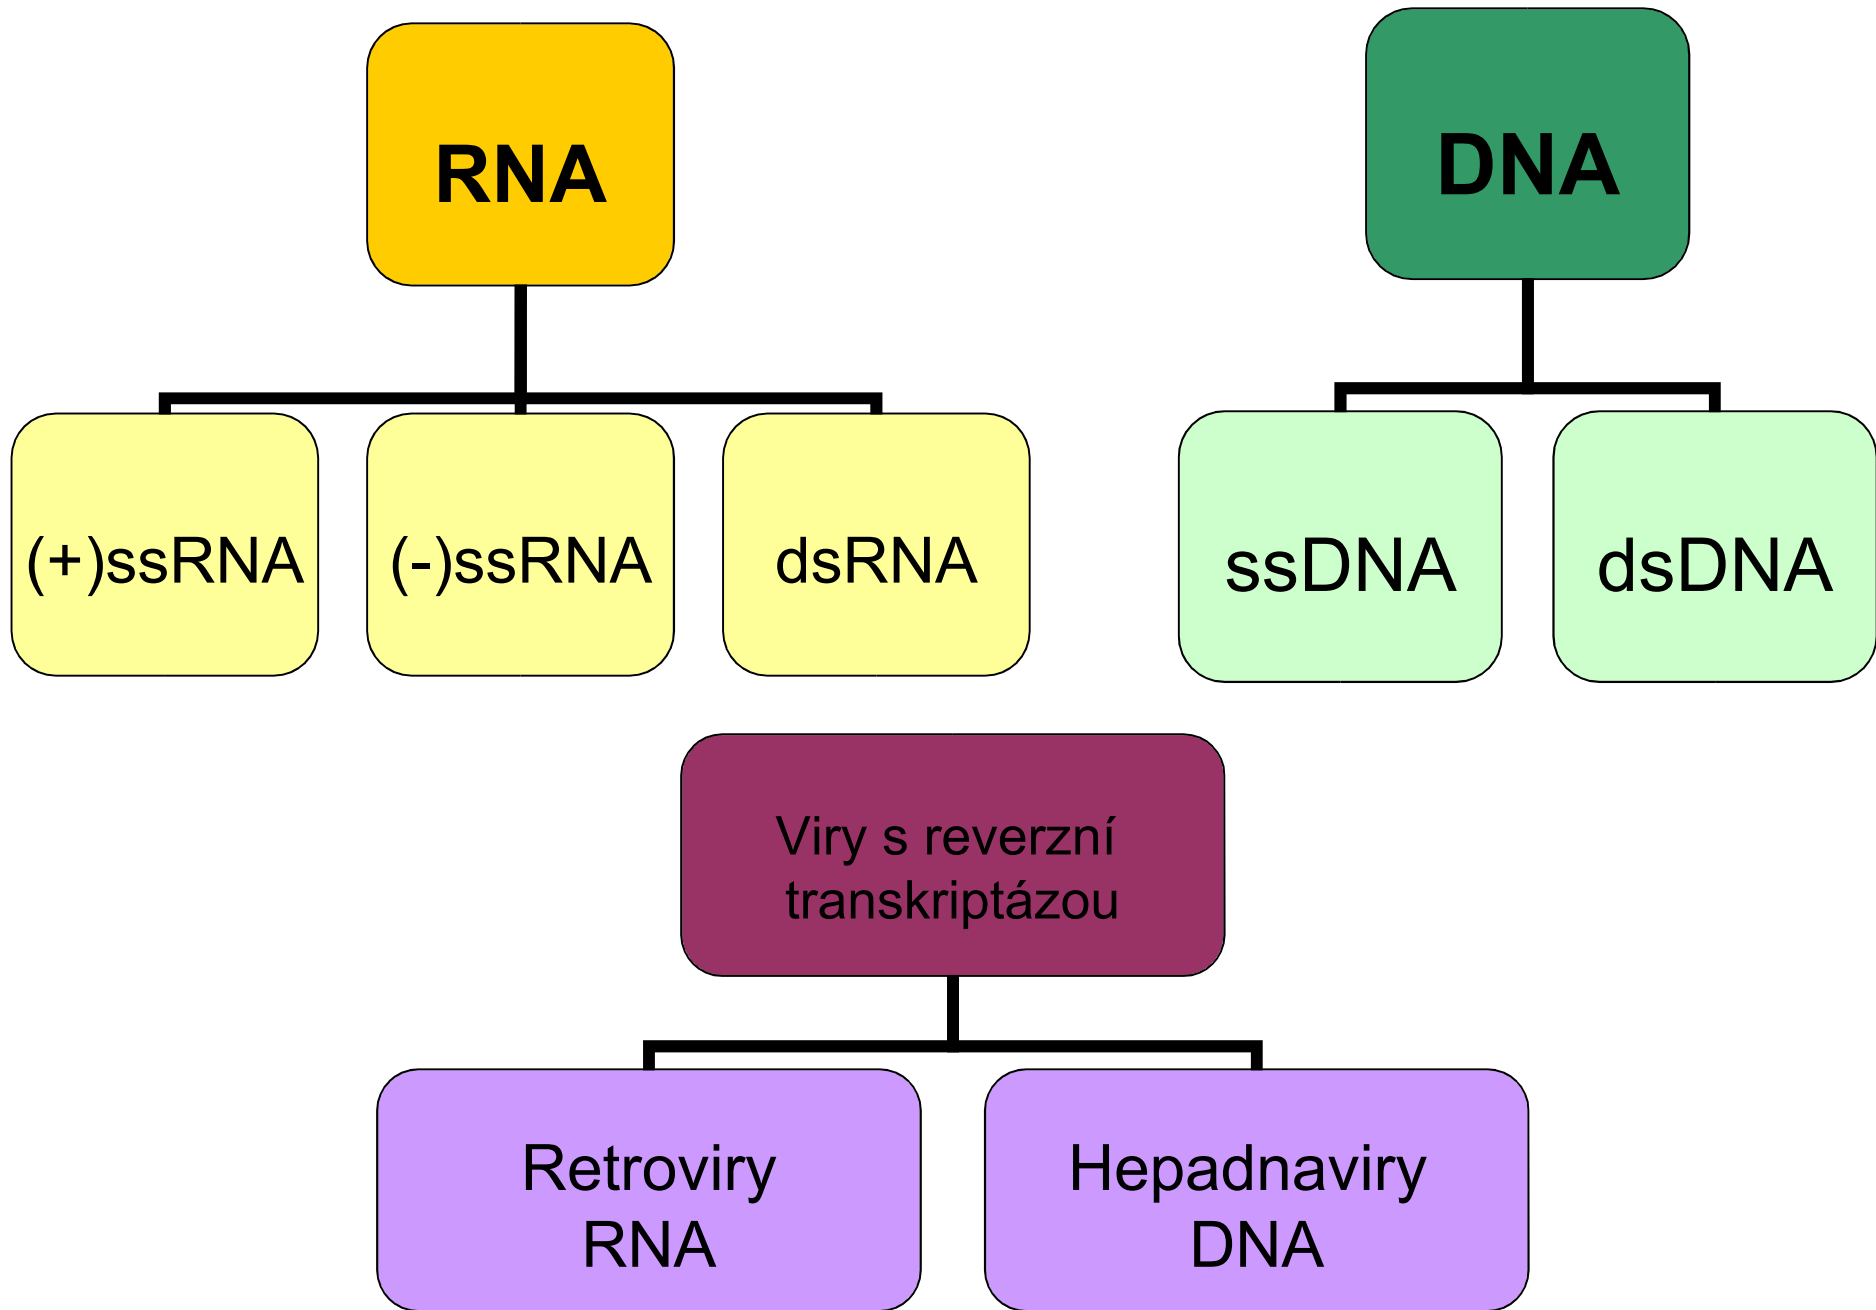 RNA
DNA
(+)ssRNA
(-)ssRNA
dsRNA
ssDNA
dsDNA
Viry s reverzní
transkriptázou
Retroviry
RNA
Hepadnaviry
DNA